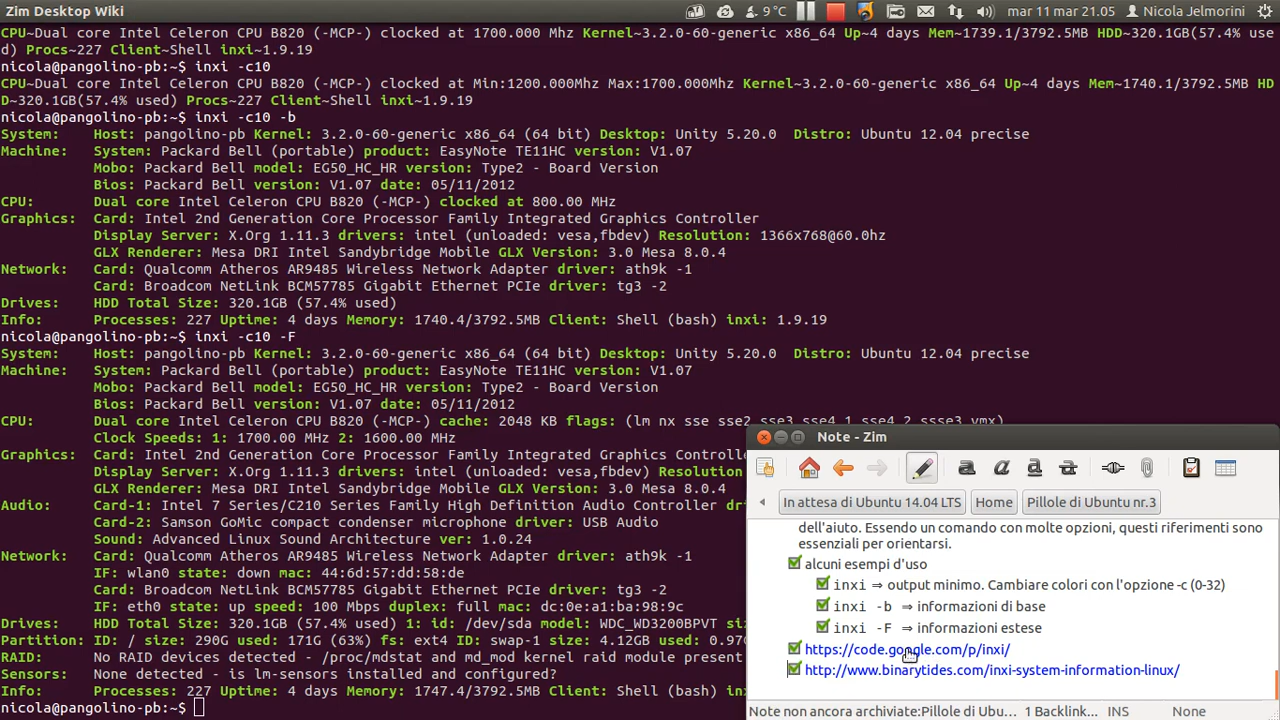 Zim Desktop Wiki
9 °C
mar 11 mar 21.05
Nicola Jelmorini
CPU~Dual core Intel Celeron CPU B820 (-MCP-) clocked at 1700.000 Mhz Kernel~3.2.0-60-generic x86_64 Up~4 days Mem~1739.1/3792.5MB HDD~320.1GB(57.4% use
d) Procs~227 Client~Shell inxi~1.9.19
nicola@pangolino-pb:~$ inxi -c10
CPU~Dual core Intel Celeron CPU B820 (-MCP-) clocked at Min:1200.000Mhz Max:1700.000Mhz Kernel~3.2.0-60-generic x86_64 Up~4 days Mem~1740.1/3792.5MB HD
D~320.1GB(57.4% used) Procs~227 Client~Shell inxi~1.9.19
nicola@pangolino-pb:~$ inxi -c10 -b
System: Host: pangolino-pb Kernel: 3.2.0-60-generic x86_64 (64 bit) Desktop: Unity 5.20.0 Distro: Ubuntu 12.04 precise
Machine: System: Packard Bell (portable) product: EasyNote TE11HC version: V1.07
Mobo: Packard Bell model: EG50_HC_HR version: Type2 - Board Version
Bios: Packard Bell version: V1.07 date: 05/11/2012
CPU: Dual core Intel Celeron CPU B820 (-MCP-) clocked at 800.00 MHz
Graphics: Card: Intel 2nd Generation Core Processor Family Integrated Graphics Controller
Display Server: X.Org 1.11.3 drivers: intel (unloaded: vesa,fbdev) Resolution: 1366x768@60.0hz
GLX Renderer: Mesa DRI Intel Sandybridge Mobile GLX Version: 3.0 Mesa 8.0.4
Network: Card: Qualcomm Atheros AR9485 Wireless Network Adapter driver: ath9k -1
Card: Broadcom NetLink BCM57785 Gigabit Ethernet PCIe driver: tg3 -2
Drives: HDD Total Size: 320.1GB (57.4% used)
Info: Processes: 227 Uptime: 4 days Memory: 1740.4/3792.5MB Client: Shell (bash) inxi: 1.9.19
nicola@pangolino-pb:~$ inxi -c10 -F
System: Host: pangolino-pb Kernel: 3.2.0-60-generic x86_64 (64 bit) Desktop: Unity 5.20.0 Distro: Ubuntu 12.04 precise
Machine: System: Packard Bell (portable) product: EasyNote TE11HC version: V1.07
Mobo: Packard Bell model: EG50_HC_HR version: Type2 - Board Version
Bios: Packard Bell version: V1.07 date: 05/11/2012
CPU: Dual core Intel Celeron CPU B820 (-MCP-) cache: 2048 KB flags: (lm nx sse sse2 sse3 sse4_1 sse4_2 ssse3 vmx)
Clock Speeds: 1: 1700.00 MHz 2: 1600.00 MHz
Graphics: Card: Intel 2nd Generation Core Processor Family Integrated Graphics Controlle
Display Server: X.Org 1.11.3 drivers: intel (unloaded: vesa,fbdev) Resolution
GLX Renderer: Mesa DRI Intel Sandybridge Mobile GLX Version: 3.0 Mesa 8.0.4
Audio: Card-1: Intel 7 Series/C210 Series Family High Definition Audio Controller dr
Card-2: Samson GoMic compact condenser microphone driver: USB Audio
Sound: Advanced Linux Sound Architecture ver: 1.0.24
Network: Card: Qualcomm Atheros AR9485 Wireless Network Adapter driver: ath9k -1
IF: wlan0 state: down mac: 44:6d:57:dd:58:de
Card: Broadcom NetLink BCM57785 Gigabit Ethernet PCIe driver: tg3 -2
IF: eth0 state: up speed: 100 Mbps duplex: full mac: dc:0e:a1:ba:98:9c
Drives: HDD Total Size: 320.1GB (57.4% used) 1: id: /dev/sda model: WDC_WD3200BPVT si
Partition: ID: / size: 290G used: 171G (63%) fs: ext4 ID: swap-1 size: 4.12GB used: 0.97G
RAID: No RAID devices detected - /proc/mdstat and md_mod kernel raid module present
Sensors: None detected - is lm-sensors installed and configured?
Info: Processes: 227 Uptime: 4 days Memory: 1747.4/3792.5MB Client: Shell (bash) inxi
nicola@pangolino-pb:~$
Note - Zim
In attesa di Ubuntu 14.04 LTS Home Pillole di Ubuntu nr.3
dell'aiuto. Essendo un comando con molte opzioni, questi riferimenti sono
essenziali per orientarsi.
alcuni esempi d'uso
inxi ⇒ output minimo. Cambiare colori con l'opzione -c (0-32)
inxi -b ⇒ informazioni di base
inxi -F ⇒ informazioni estese
https://code.google.com/p/inxi/
http://www.binarytides.com/inxi-system-information-linux/
Note non ancora archiviate:Pillole di Ubu... 1 Backlink... INS None